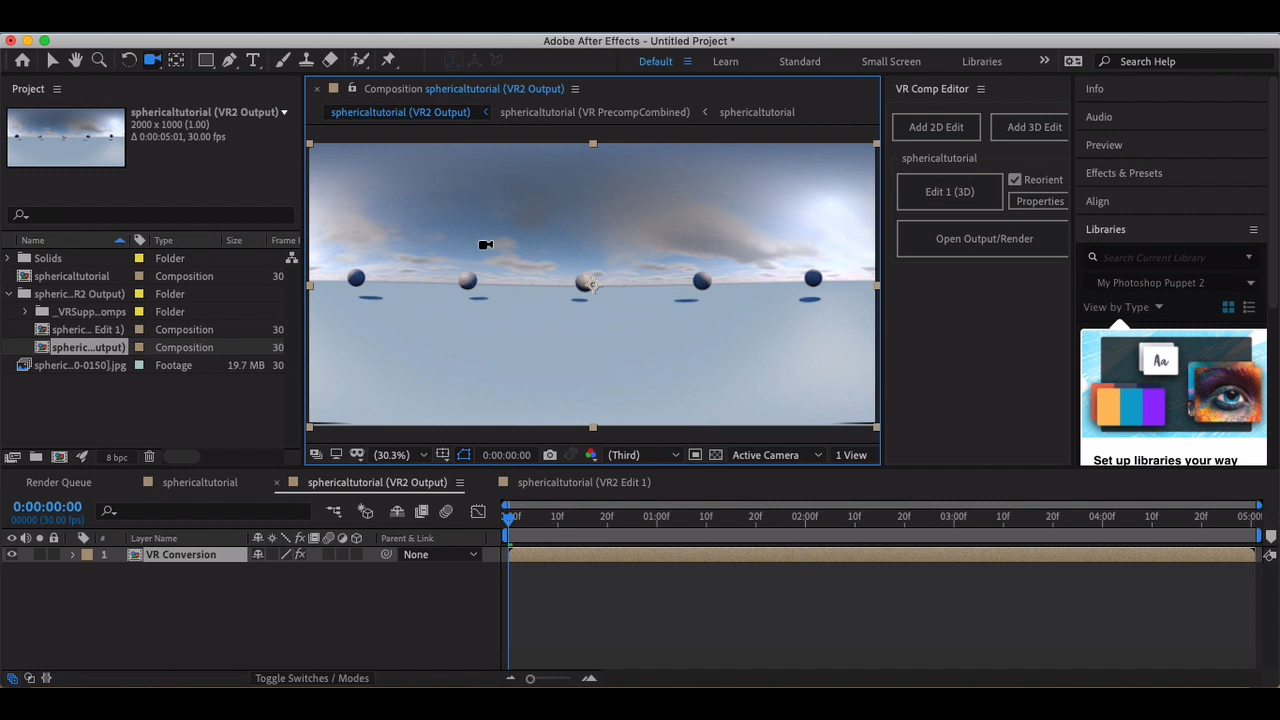 Adobe After Effects - Untitled Project *
Default
Learn
Standard
Small Screen
Libraries
Search Help
Project
sphericaltutorial (VR2 Output)
2000 x 1000 (1.00)
Δ 0:00:05:01, 30.00 fps
Name
Type
Size
Frame R
Solids
Folder
sphericaltutorial
Composition
30
spheric...R2 Output)
Folder
_VRSupp...omps
Folder
spheric... Edit 1)
Composition
30
spheric...utput)
Composition
30
spheric...0-0150].jpg
Footage
19.7 MB
30
8 bpc
Composition sphericaltutorial (VR2 Output)
sphericaltutorial (VR2 Output)
sphericaltutorial (VR PrecompCombined)
sphericaltutorial
(30.3%)
0:00:00:00
(Third)
Active Camera
1 View
VR Comp Editor
Add 2D Edit
Add 3D Edit
sphericaltutorial
Edit 1 (3D)
Reorient
Properties
Open Output/Render
Info
Audio
Preview
Effects & Presets
Align
Libraries
Search Current Library
My Photoshop Puppet 2
View by Type
Aa
Set up libraries your way
Render Queue
sphericaltutorial
sphericaltutorial (VR2 Output)
sphericaltutorial (VR2 Edit 1)
0:00:00:00
00000 (30.00 fps)
#
Layer Name
Parent & Link
1
VR Conversion
None
10f
20f
01:00f
10f
20f
02:00f
10f
20f
03:00f
10f
20f
04:00f
10f
20f
05:00f
Toggle Switches / Modes